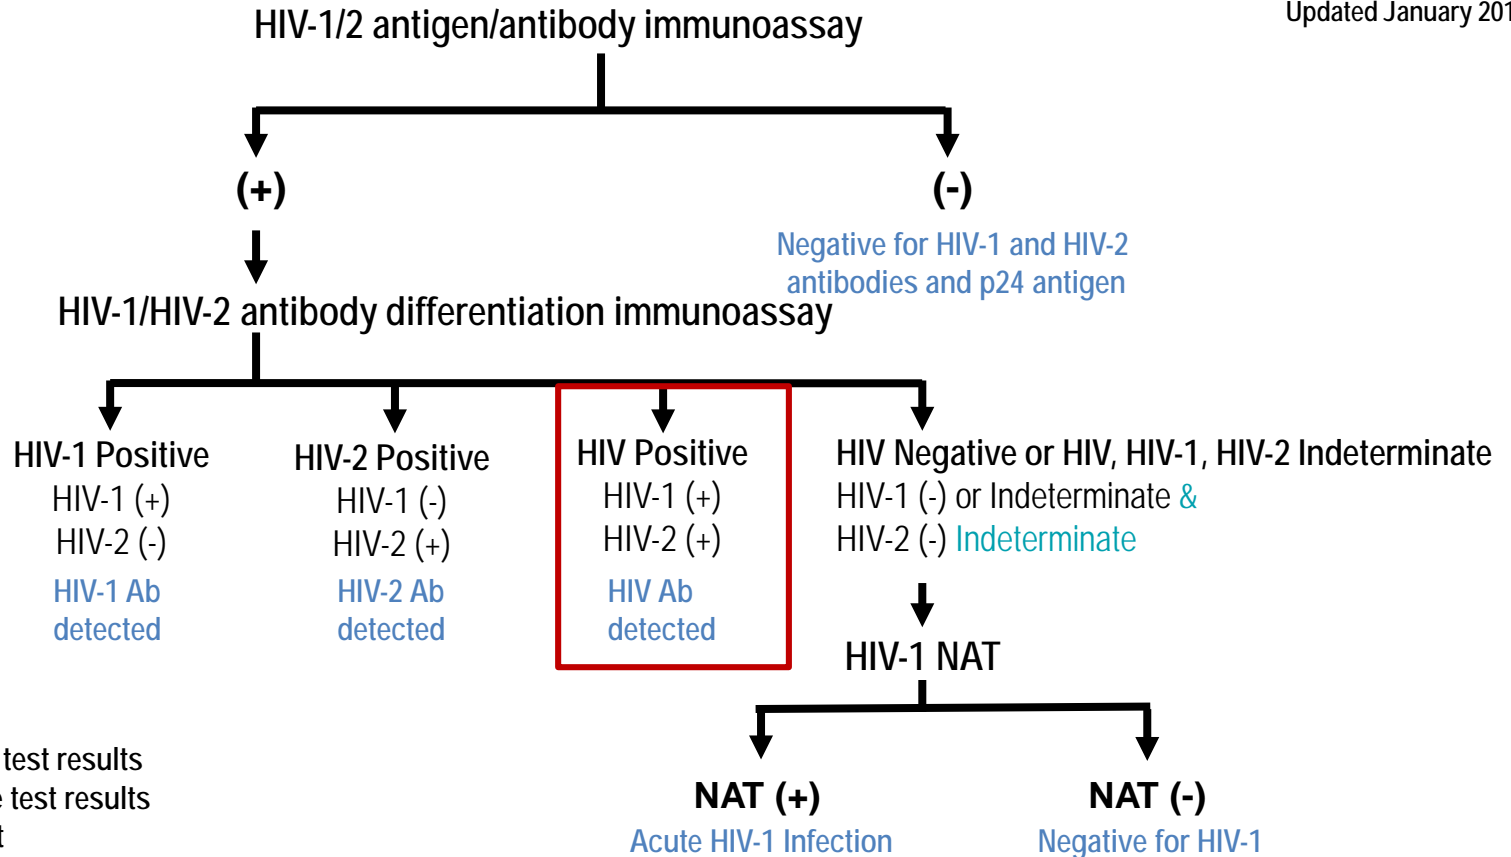 HIV-1/2 antigen/antibody immunoassay
Updated January 201
(+)
(-)
Negative for HIV-1 and HIV-2
antibodies and p24 antigen
HIV-1/HIV-2 antibody differentiation immunoassay
HIV-1 Positive
HIV-1 (+)
HIV-2 (-)
HIV-1 Ab
detected
HIV-2 Positive
HIV-1 (-)
HIV-2 (+)
HIV-2 Ab
detected
HIV Positive
HIV-1 (+)
HIV-2 (+)
HIV Ab
detected
HIV Negative or HIV, HIV-1, HIV-2 Indeterminate
HIV-1 (-) or Indeterminate &
HIV-2 (-) Indeterminate
HIV-1 NAT
NAT (+)
Acute HIV-1 Infection
NAT (-)
Negative for HIV-1
test results
test results